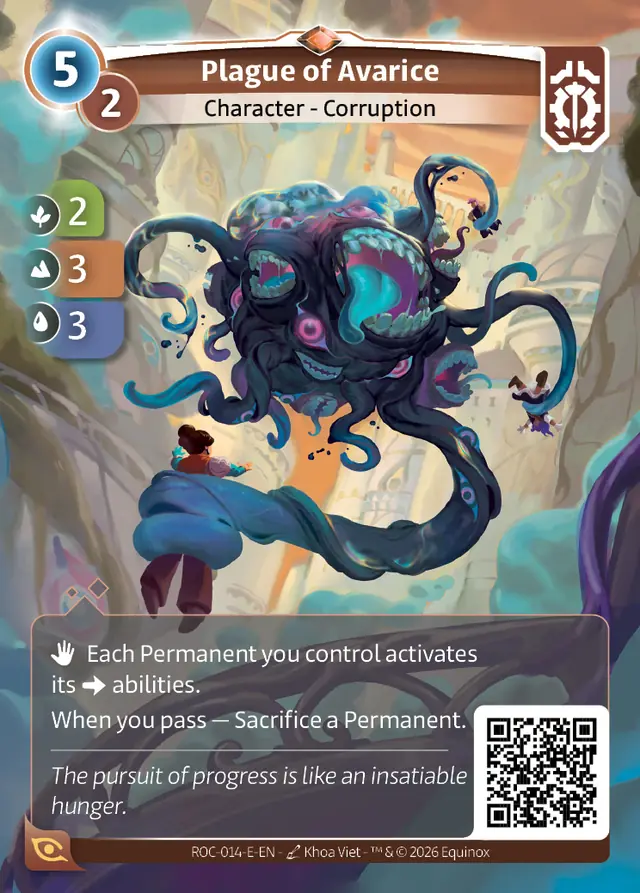 5
Plague of Avarice
2
Character - Corruption
2
3
3
Each Permanent you control activates
its → abilities.
When you pass — Sacrifice a Permanent.
The pursuit of progress is like an insatiable
hunger.
ROC-014-E-EN - Khoa Viet - ™ & © 2026 Equinox